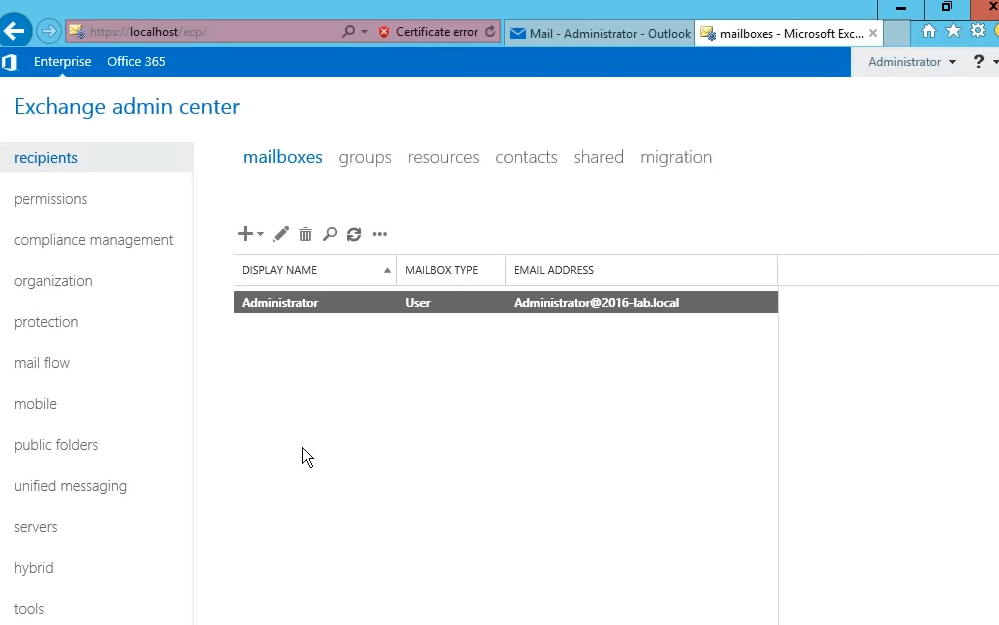 https://localhost/ecp/
Certificate error
Mail - Administrator - Outlook
mailboxes - Microsoft Exc...
Enterprise
Office 365
Administrator
?
Exchange admin center
recipients
permissions
compliance management
organization
protection
mail flow
mobile
public folders
unified messaging
servers
hybrid
tools
mailboxes groups resources contacts shared migration
DISPLAY NAME MAILBOX TYPE EMAIL ADDRESS
Administrator User Administrator@2016-lab.local